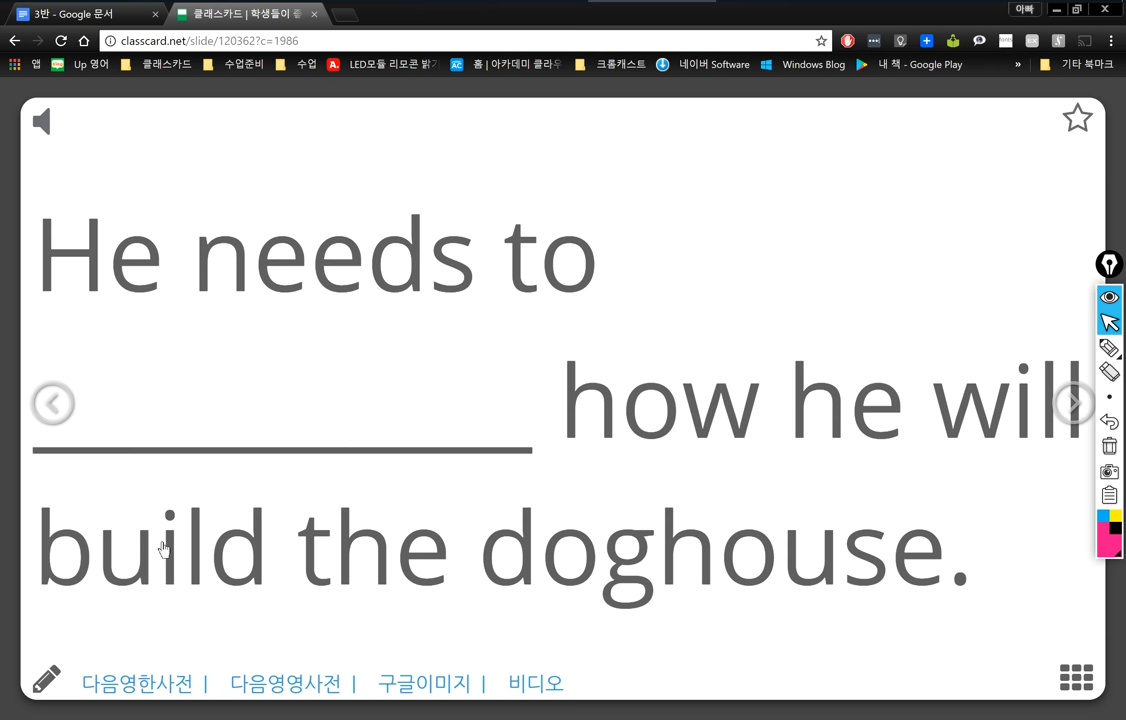 3반 - Google 문서
클래스카드 | 학생들이 즐
아빠
classcard.net/slide/120362?c=1986
앱 Up 영어 클래스카드 수업준비 수업 LED모듈 리모콘 밝기 홈 | 아카데미 클라우 크롬캐스트 네이버 Software Windows Blog 내 책 - Google Play » 기타 북마크
He needs to
how he will
build the doghouse.
다음영한사전 | 다음영영사전 | 구글이미지 | 비디오